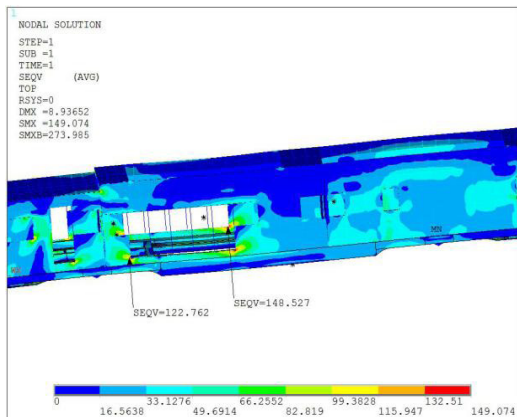 1
NODAL SOLUTION
STEP=1
SUB =1
TIME=1
SEQV (AVG)
TOP
RSYS=0
DMX =8.93652
SMX =149.074
SMXB=273.985
MN
SEQV=148.527
SEQV=122.762
0 33.1276 66.2552 99.3828 132.51
16.5638 49.6914 82.819 115.947 149.074